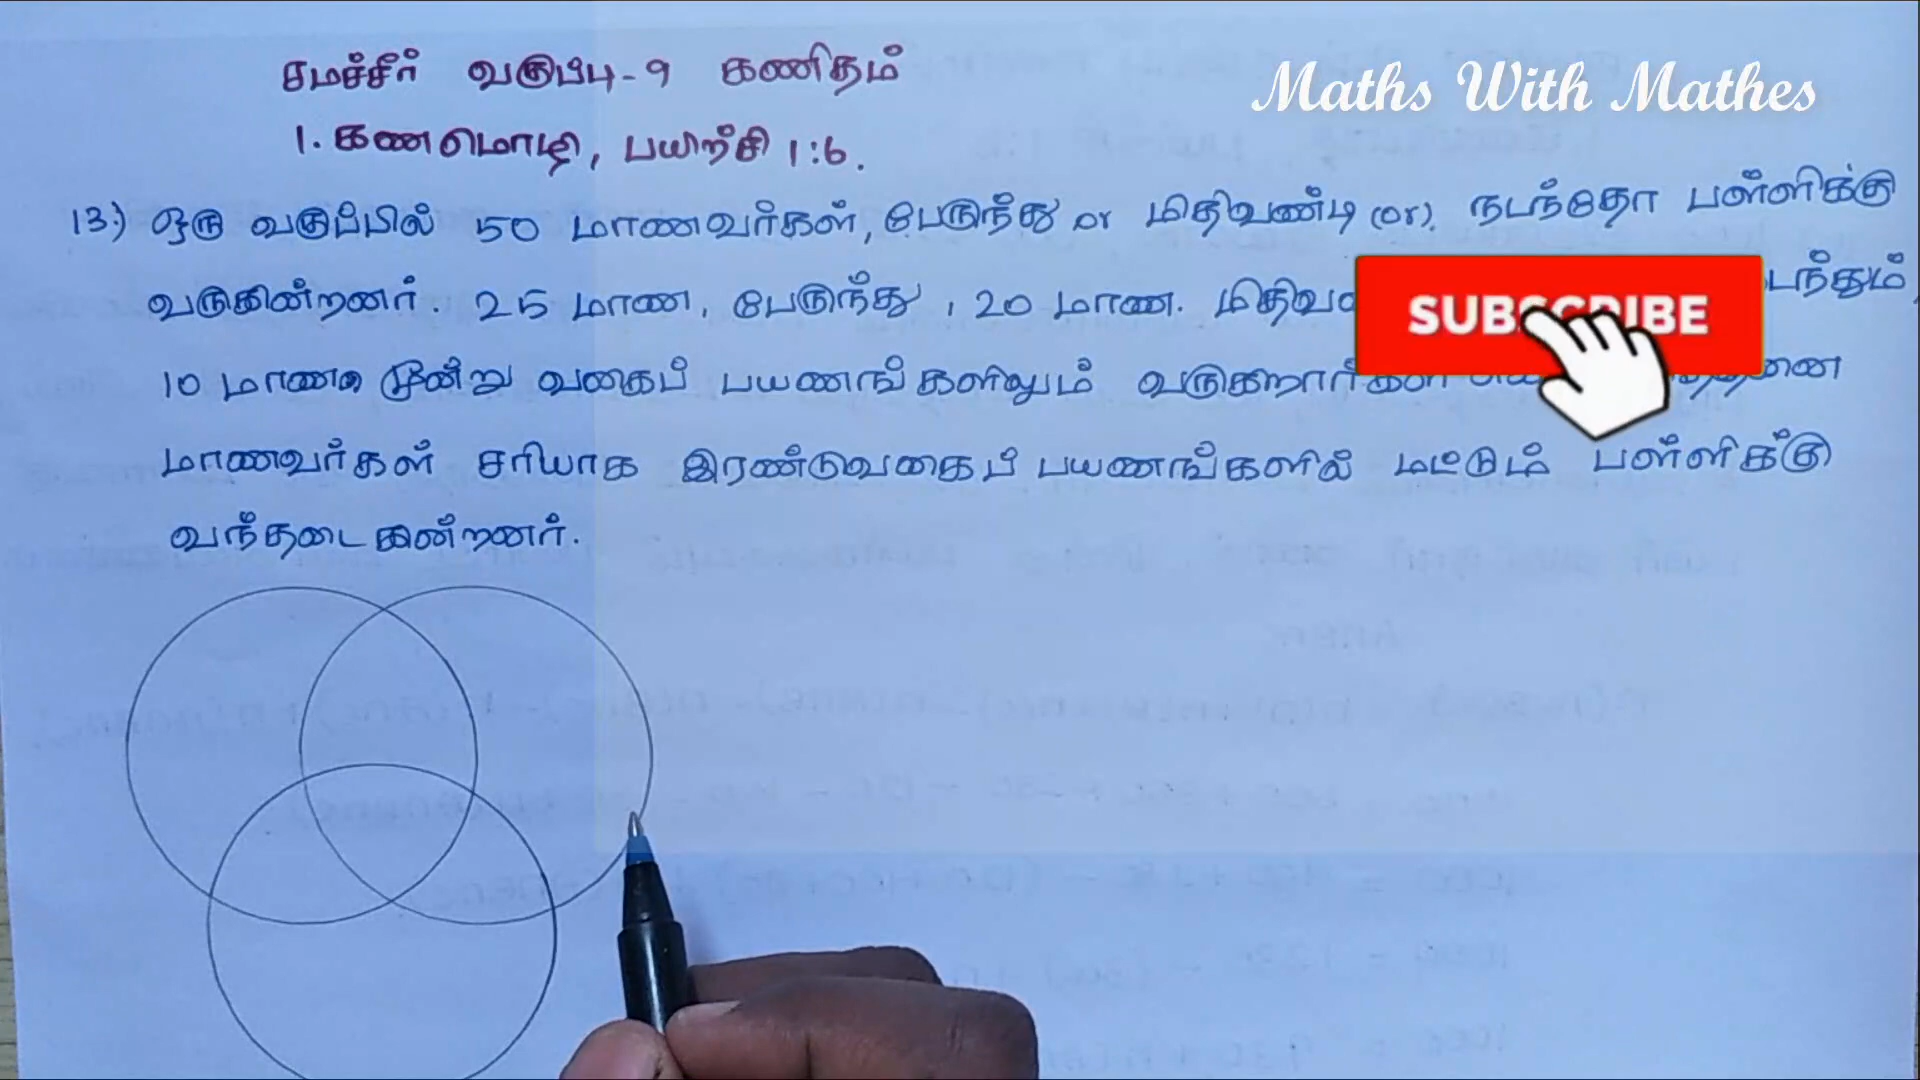 சமச்சீர் வகுப்பு - 9 கணிதம்
Maths With Mathes
1. கணமொழி, பயிற்சி 1:6.
13) ஒரு வகுப்பில் 50 மாணவர்கள், பேருந்து or மிதிவண்டி (or). நடந்தோ பள்ளிக்கு
வருகின்றனர். 25 மாண, பேருந்து, 20 மாண.
SUBSCRIBE
10 மாண மூன்று வகைப் பயணங்களிலும் வருகிறார்கள்
மாணவர்கள் சரியாக இரண்டுவகைப் பயணங்களில் மட்டும் பள்ளிக்கு
வந்தடைகின்றனர்.